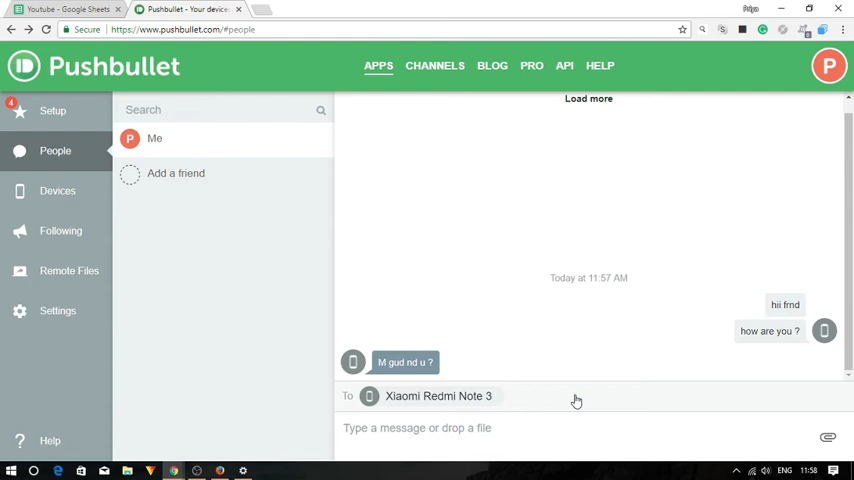 Priya
Youtube - Google Sheets
Pushbullet - Your device
Secure
https://www.pushbullet.com/#people
Pushbullet
APPS
CHANNELS
BLOG
PRO
API
HELP
P
4
Setup
People
Devices
Following
Remote Files
Settings
? Help
Search
P Me
Add a friend
Load more
Today at 11:57 AM
hii frnd
how are you ?
M gud nd u ?
To Xiaomi Redmi Note 3
Type a message or drop a file
ENG
11:58